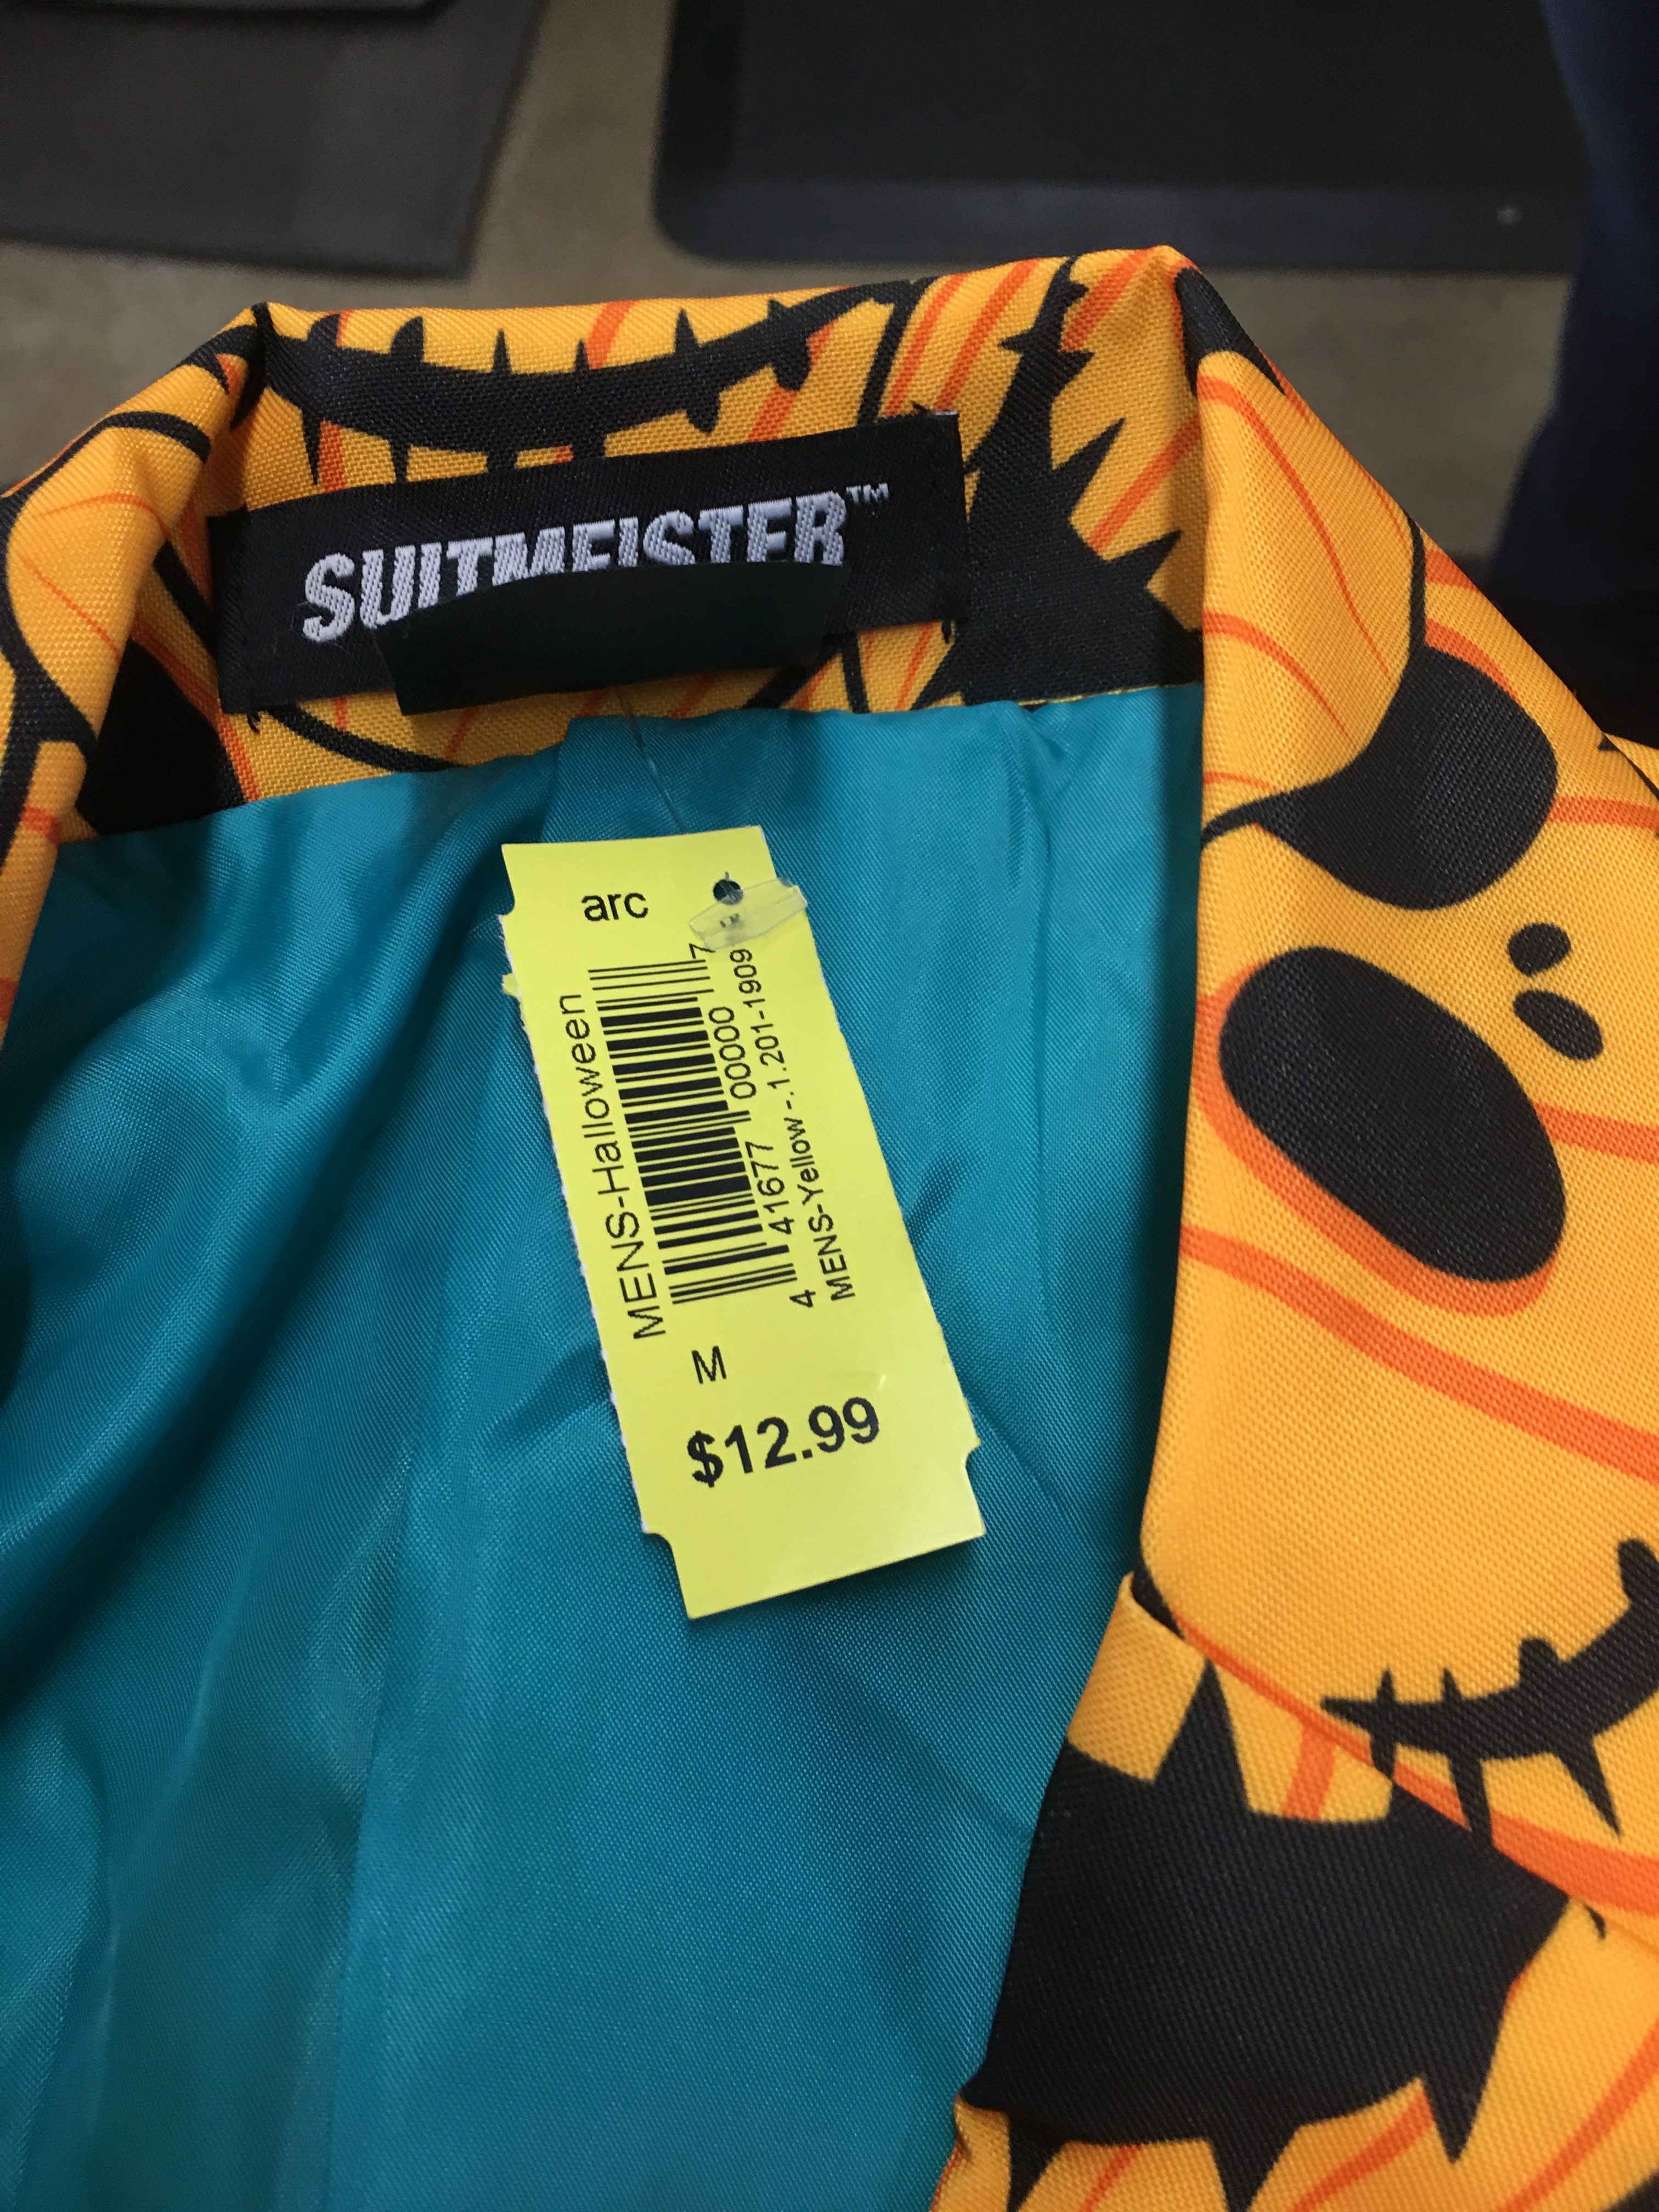 SUITMEISTER™
arc
MENS-Halloween
4 41677 00000 7
MENS-Yellow -.1.201-1909
M
$12.99